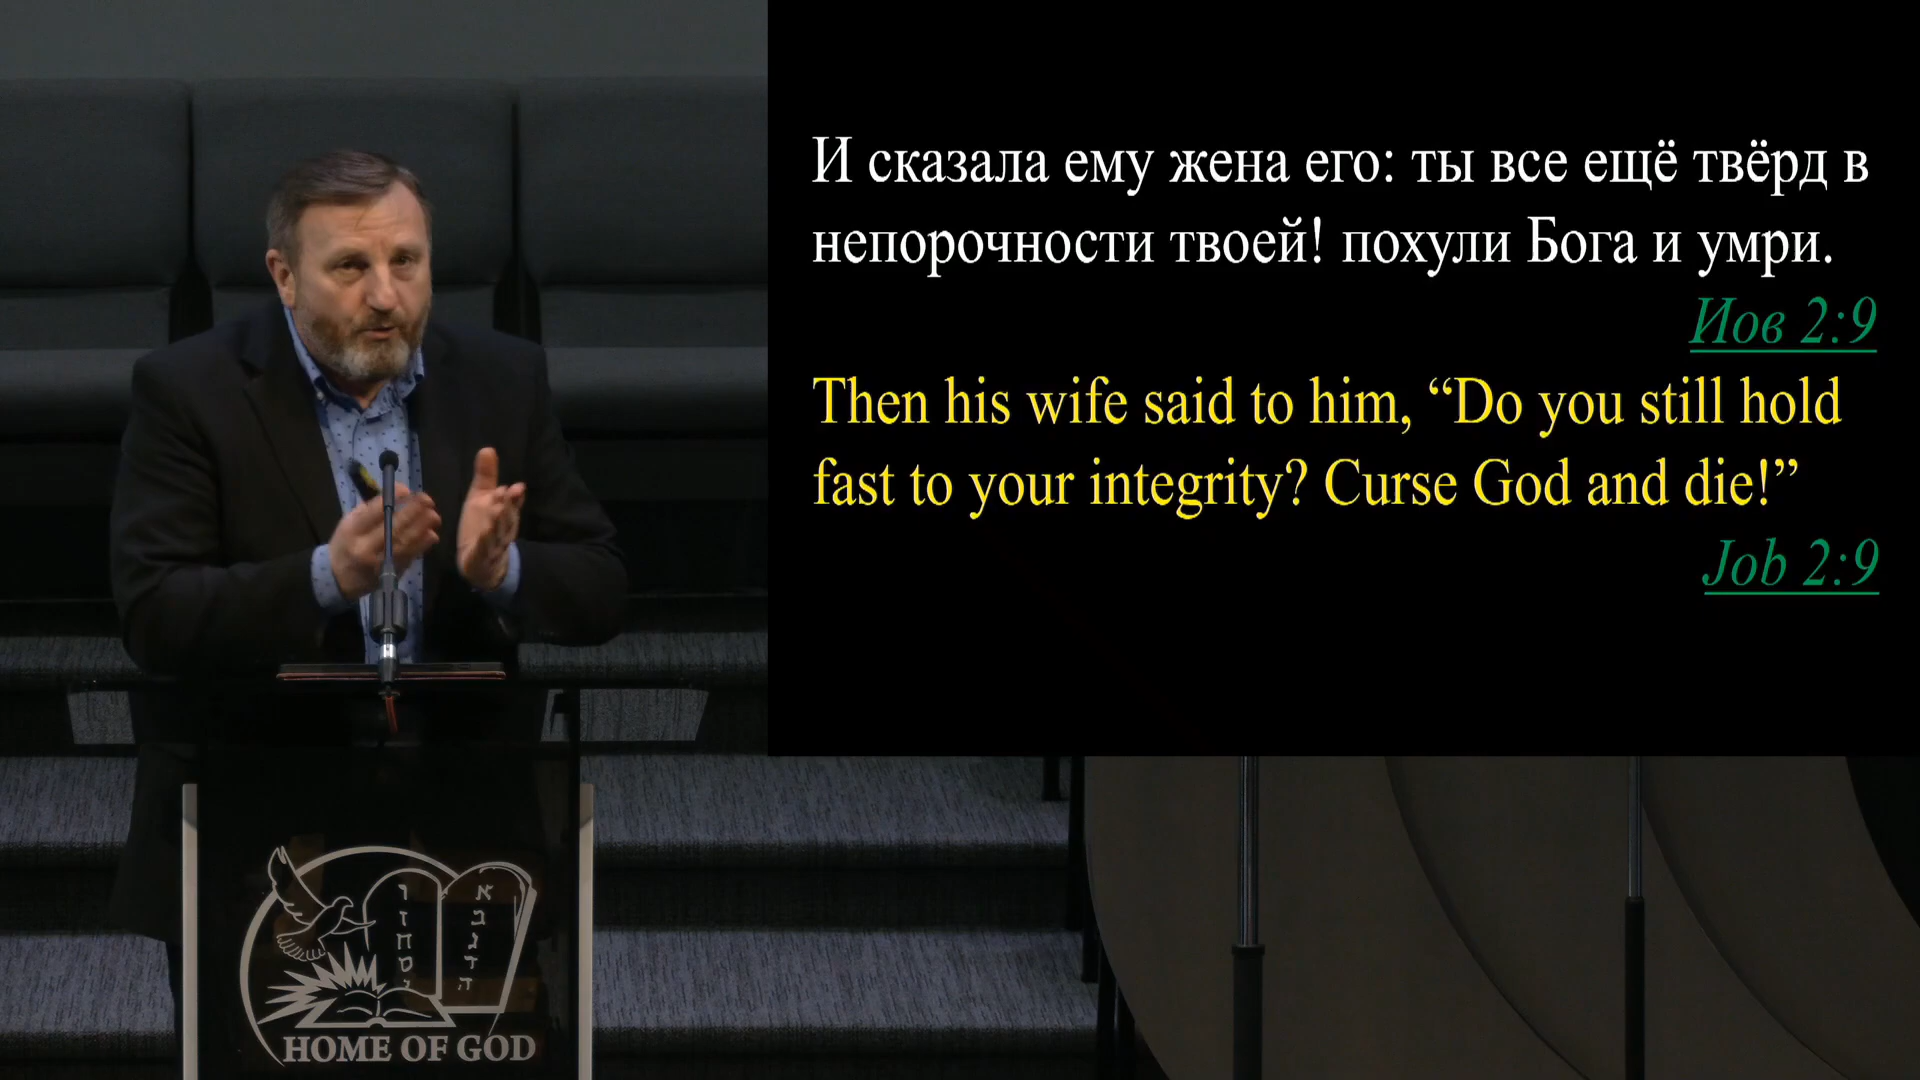 И сказала ему жена его: ты все ещё твёрд в
непорочности твоей! похули Бога и умри.
Иов 2:9
Then his wife said to him, “Do you still hold
fast to your integrity? Curse God and die!”
Job 2:9
א
ב
ג
ד
ה
ו
ז
ח
ט
י
HOME OF GOD